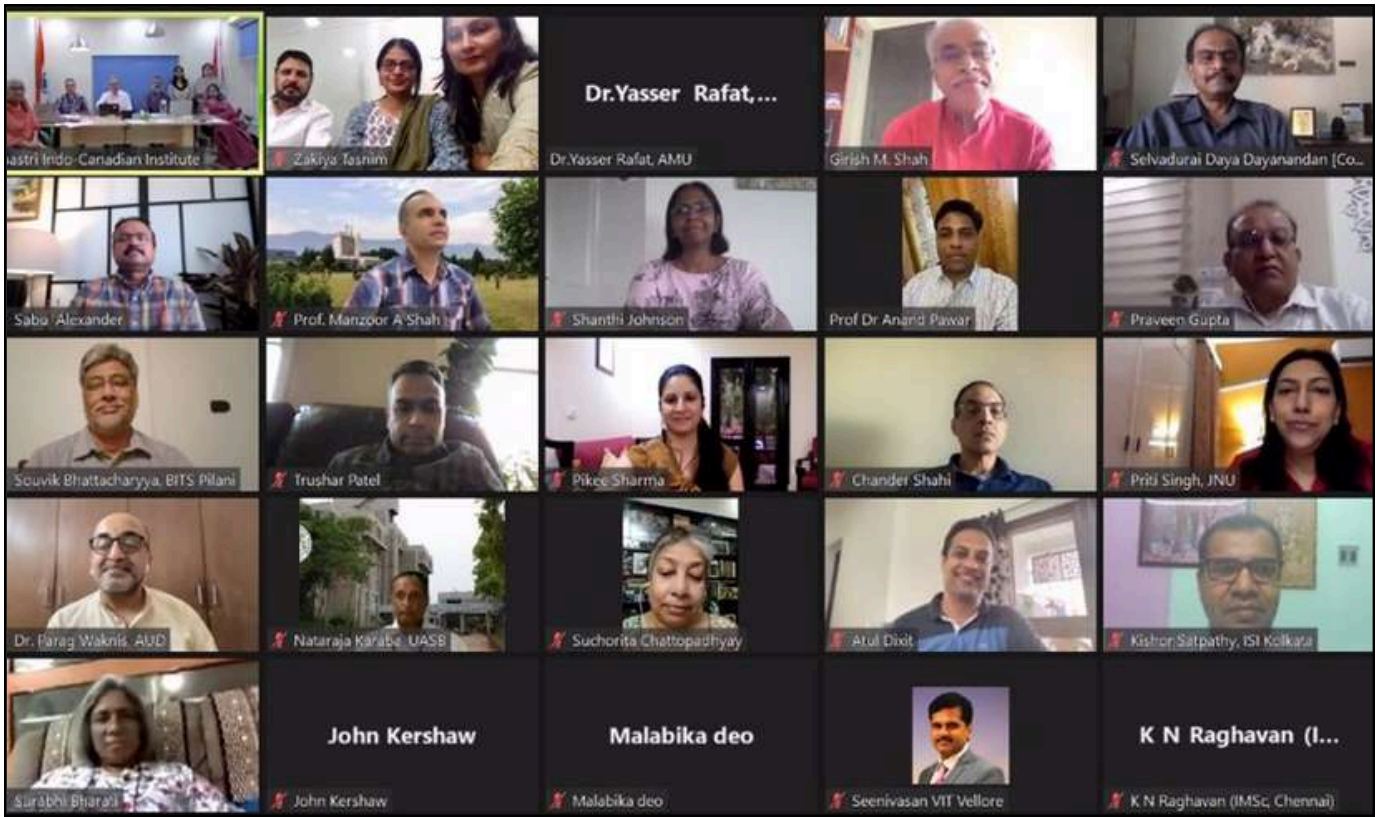 astri Indo-Canadian Institute
Zakiya Tasnim
Dr.Yasser Rafat,...
Dr.Yasser Rafat, AMU
Girish M. Shah
Selvadurai Daya Dayanandan [Co...
Sabu Alexander
Prof. Manzoor A Shah
Shanthi Johnson
Prof Dr Anand Pawar
Praveen Gupta
Souvik Bhattacharyya, BITS Pilani
Trushar Patel
Pikee Sharma
Chander Shahi
Priti Singh, JNU
Dr. Parag Waknis, AUD
Nataraja Karaba UASB
Suchorita Chattopadhyay
Atul Dixit
Kishor Satpathy, ISI Kolkata
Surabhi Bharati
John Kershaw
John Kershaw
Malabika deo
Malabika deo
Seenivasan VIT Vellore
K N Raghavan (I...
K N Raghavan (IMSc, Chennai)